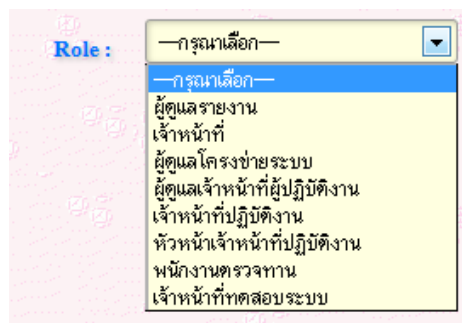 Role : —กรุณาเลือก—
—กรุณาเลือก—
ผู้ดูแลรายงาน
เจ้าหน้าที่
ผู้ดูแลโครงข่ายระบบ
ผู้ดูแลเจ้าหน้าที่ผู้ปฏิบัติงาน
เจ้าหน้าที่ปฏิบัติงาน
หัวหน้าเจ้าหน้าที่ปฏิบัติงาน
พนักงานตรวจทาน
เจ้าหน้าที่ทดสอบระบบ